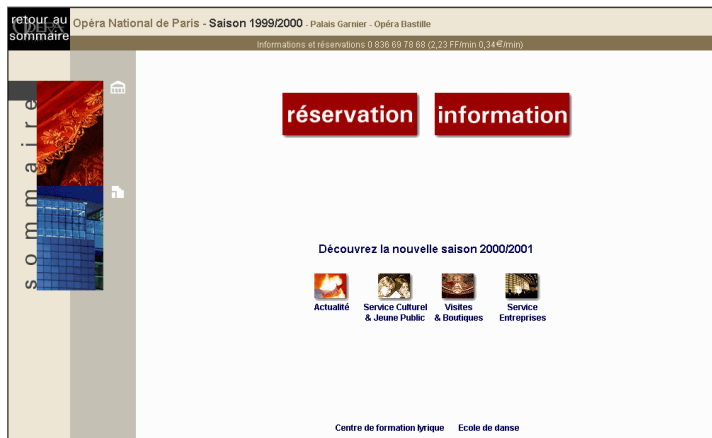 retour au
sommaire
Opéra National de Paris - Saison 1999/2000 - Palais Garnier - Opéra Bastille
Informations et réservations 0 836 69 78 68 (2,23 FF/min 0,34€/min)
sommaire
réservation
information
Découvrez la nouvelle saison 2000/2001
Actualité
Service Culturel
& Jeune Public
Visites
& Boutiques
Service
Entreprises
Centre de formation lyrique
Ecole de danse